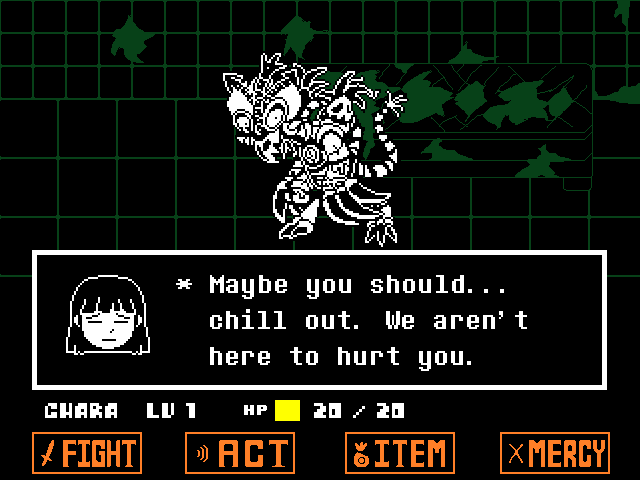 * Maybe you should...
chill out. We aren't
here to hurt you.
CHARA LV 1 HP 20 / 20
FIGHT ACT ITEM MERCY